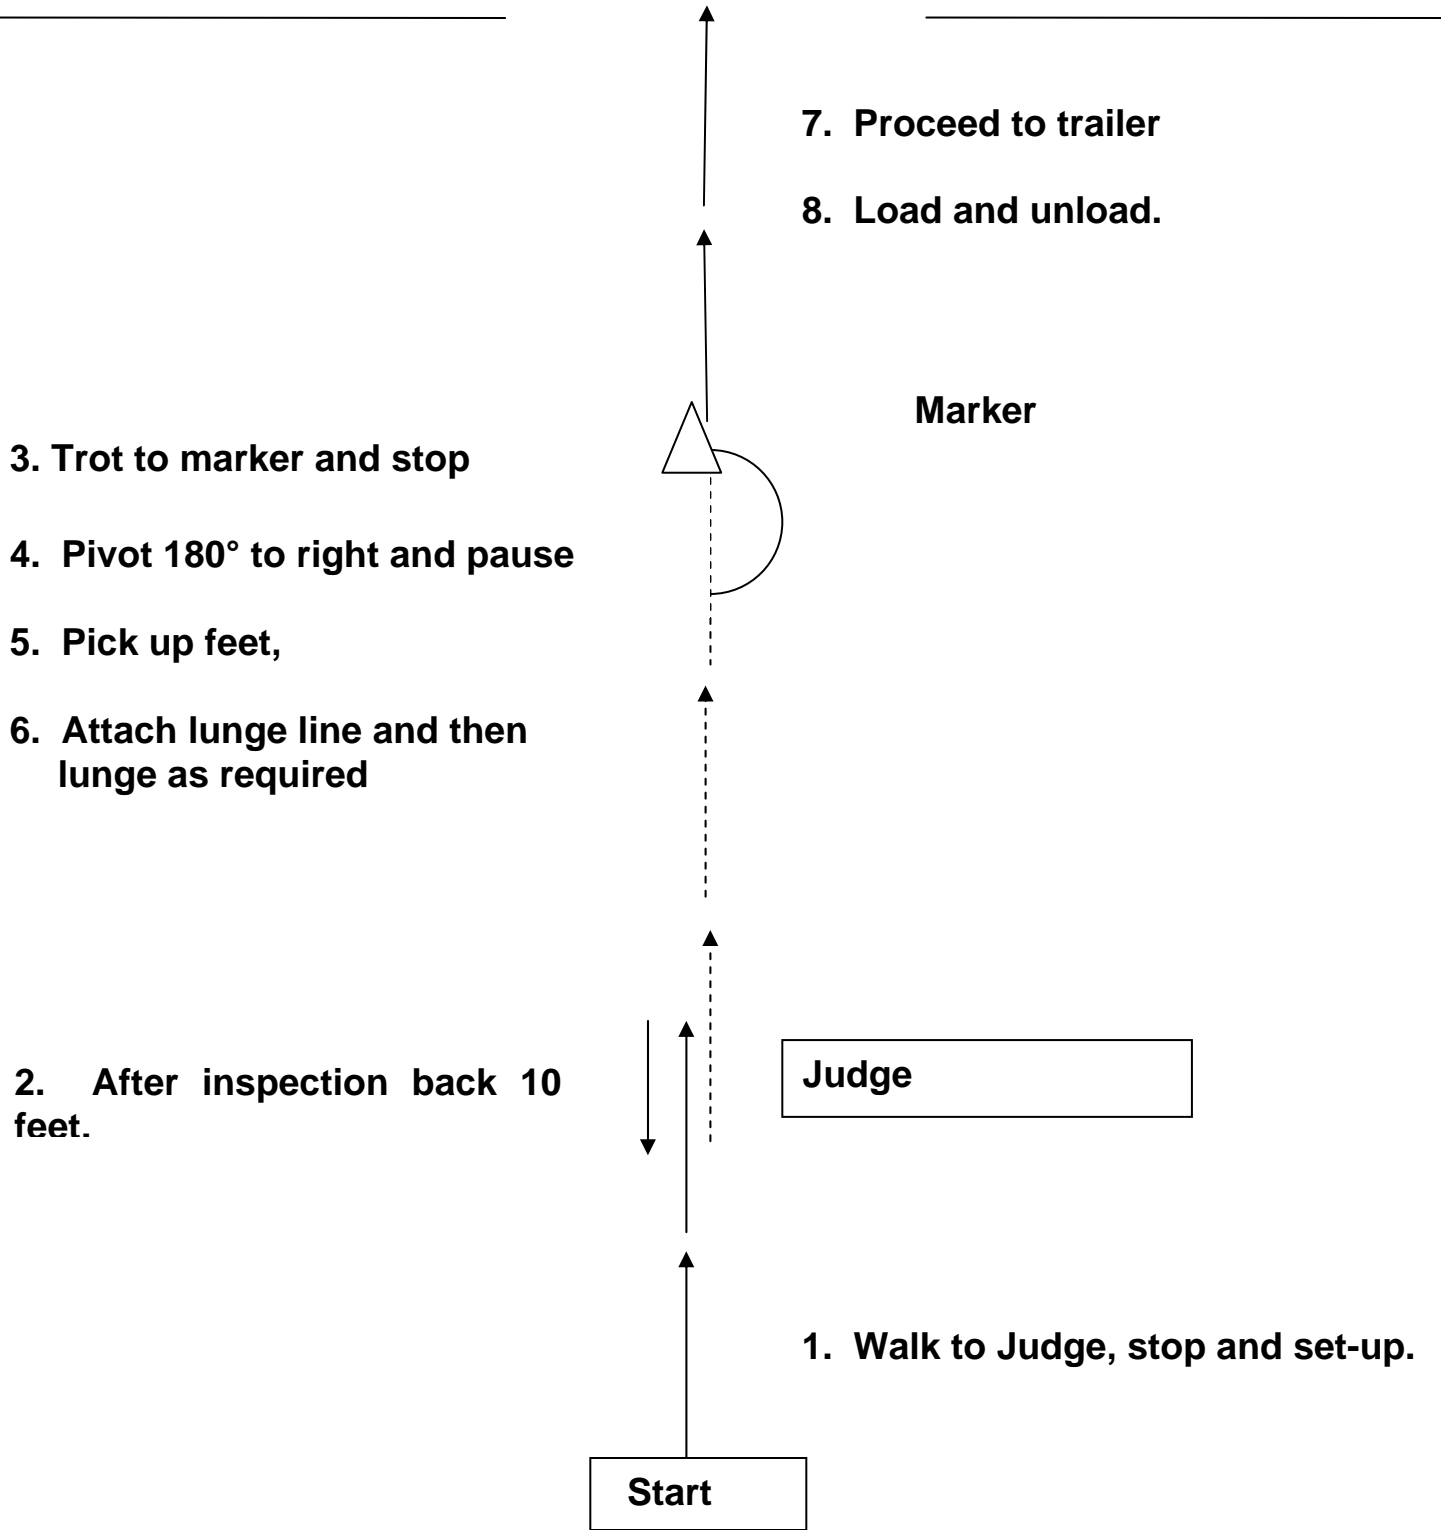 7. Proceed to trailer
8. Load and unload.
Marker
3. Trot to marker and stop
4. Pivot 180° to right and pause
5. Pick up feet,
6. Attach lunge line and then
lunge as required
2. After inspection back 10
feet.
Judge
1. Walk to Judge, stop and set-up.
Start